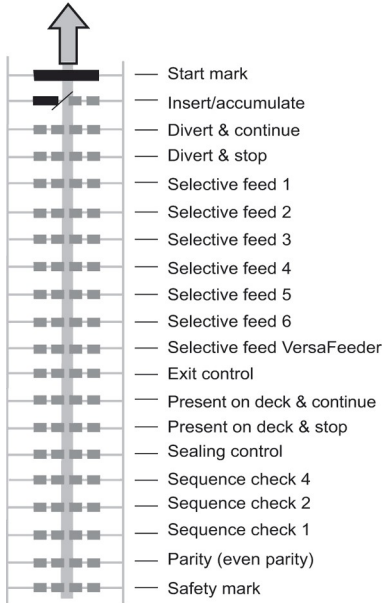 Start mark
Insert/accumulate
Divert & continue
Divert & stop
Selective feed 1
Selective feed 2
Selective feed 3
Selective feed 4
Selective feed 5
Selective feed 6
Selective feed VersaFeeder
Exit control
Present on deck & continue
Present on deck & stop
Sealing control
Sequence check 4
Sequence check 2
Sequence check 1
Parity (even parity)
Safety mark